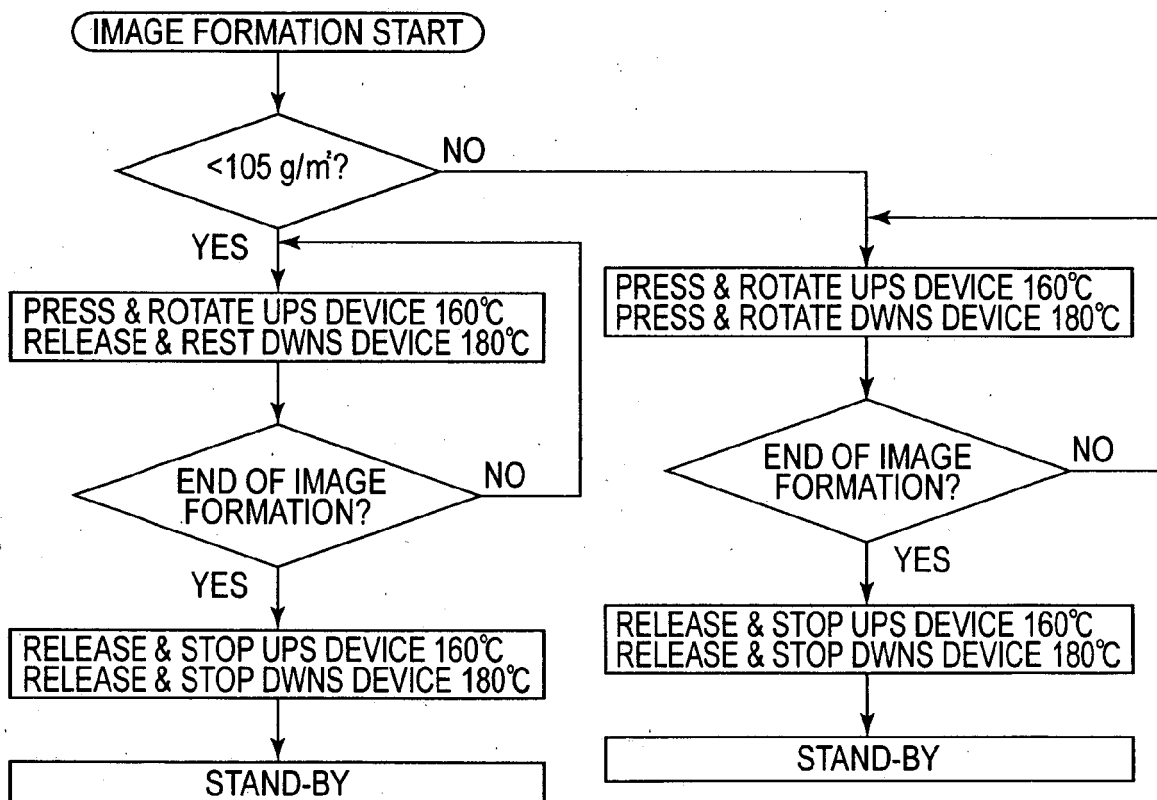 IMAGE FORMATION START
<105 g/m²?
NO
YES
PRESS & ROTATE UPS DEVICE 160℃
RELEASE & REST DWNS DEVICE 180℃
END OF IMAGE
FORMATION?
NO
YES
RELEASE & STOP UPS DEVICE 160℃
RELEASE & STOP DWNS DEVICE 180℃
STAND-BY
PRESS & ROTATE UPS DEVICE 160℃
PRESS & ROTATE DWNS DEVICE 180℃
END OF IMAGE
FORMATION?
NO
YES
RELEASE & STOP UPS DEVICE 160℃
RELEASE & STOP DWNS DEVICE 180℃
STAND-BY